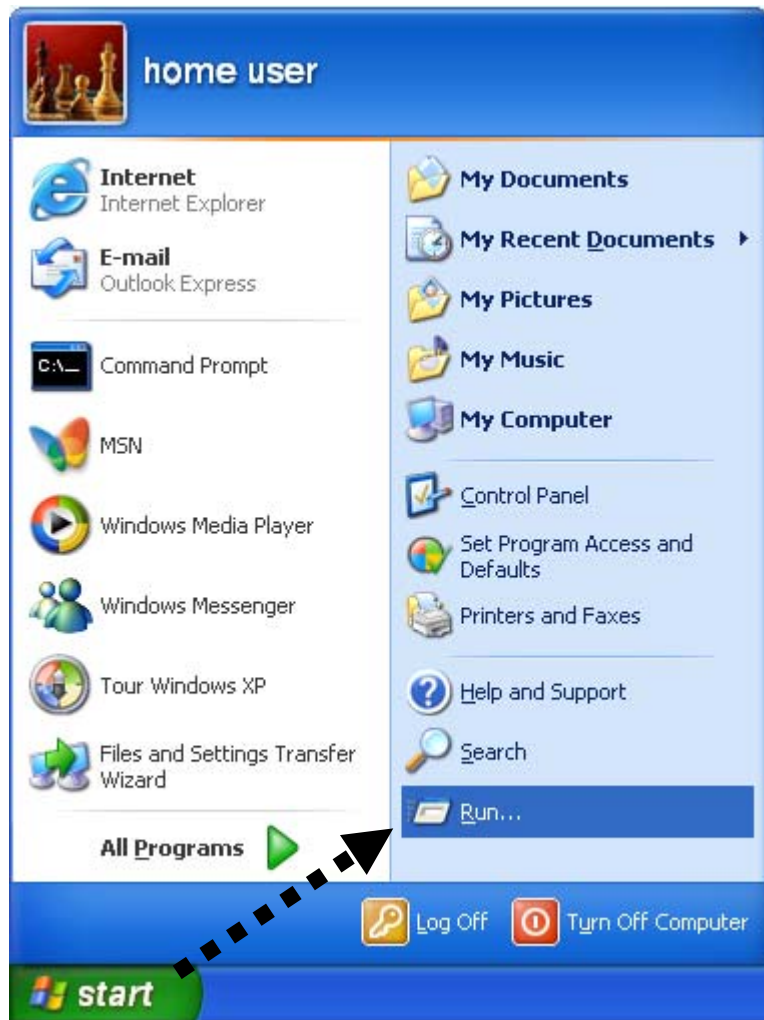 home user
Internet
Internet Explorer
E-mail
Outlook Express
C:\_
Command Prompt
MSN
Windows Media Player
Windows Messenger
Tour Windows XP
Files and Settings Transfer
Wizard
All Programs
My Documents
My Recent Documents
My Pictures
My Music
My Computer
Control Panel
Set Program Access and
Defaults
Printers and Faxes
Help and Support
Search
Run...
Log Off
Turn Off Computer
start